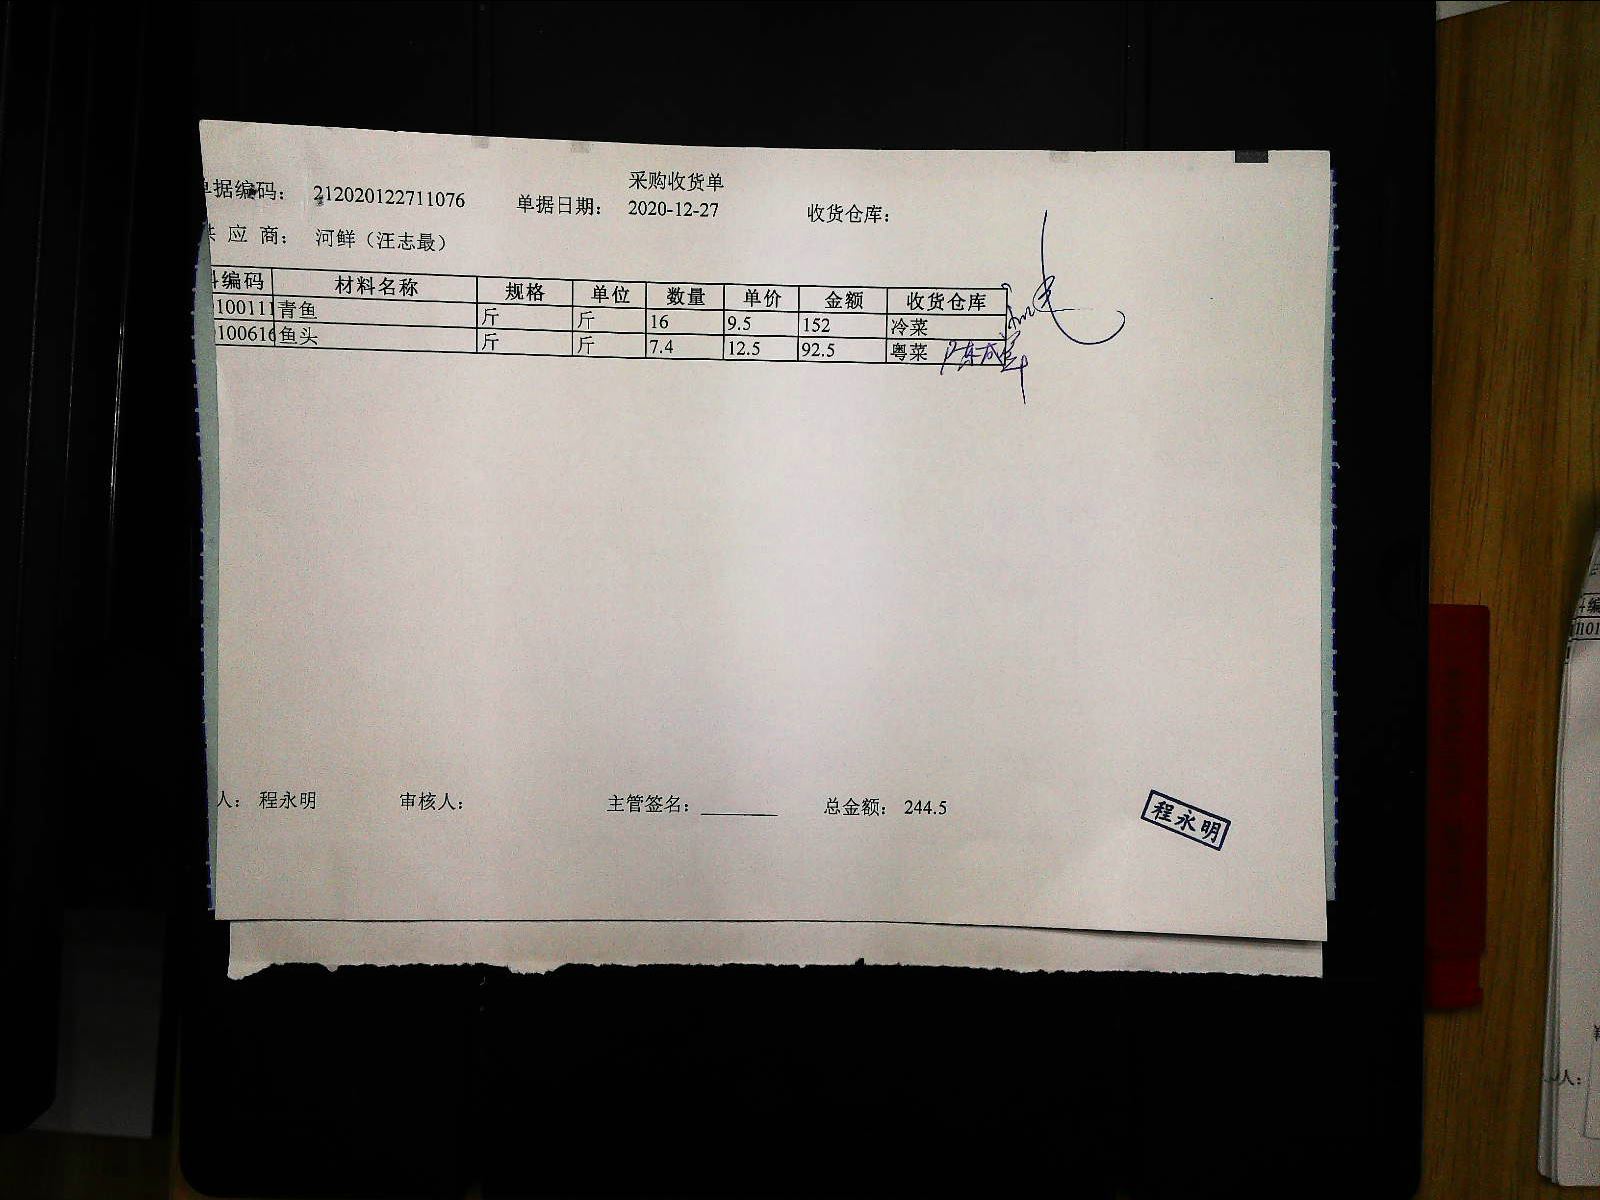 采购收货单
单据编码： 212020122711076 单据日期： 2020-12-27 收货仓库：
应 商： 河鲜（汪志最）
编码 材料名称 规格 单位 数量 单价 金额 收货仓库
0100111 青鱼 斤 斤 16 9.5 152 冷菜
100616 鱼头 斤 斤 7.4 12.5 92.5 粤菜
人： 程永明 审核人： 主管签名： 总金额： 244.5
程永明